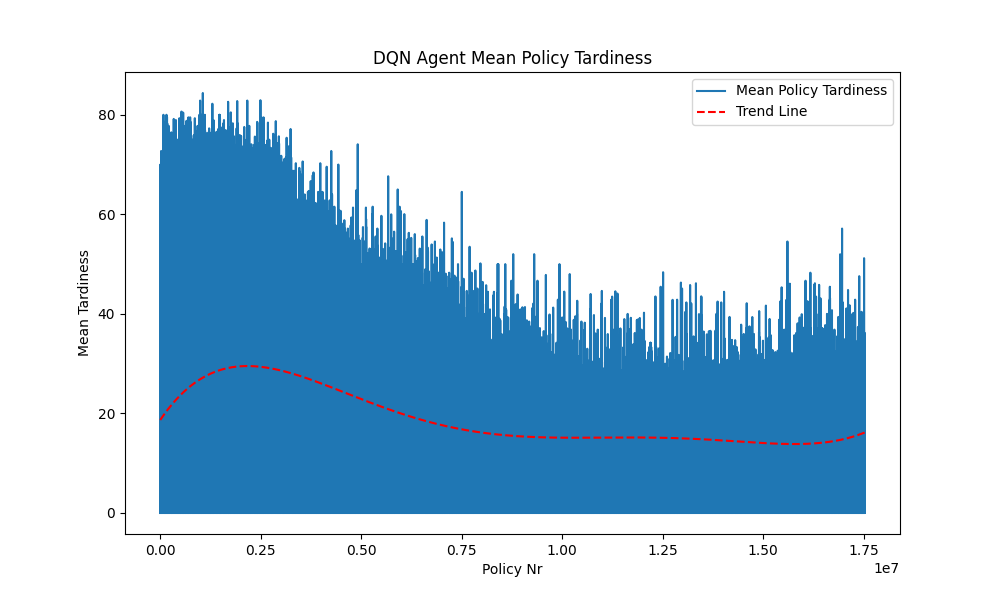 DQN Agent Mean Policy Tardiness
Mean Policy Tardiness
Trend Line
Mean Tardiness
80
60
40
20
0
0.00 0.25 0.50 0.75 1.00 1.25 1.50 1.75
1e7
Policy Nr